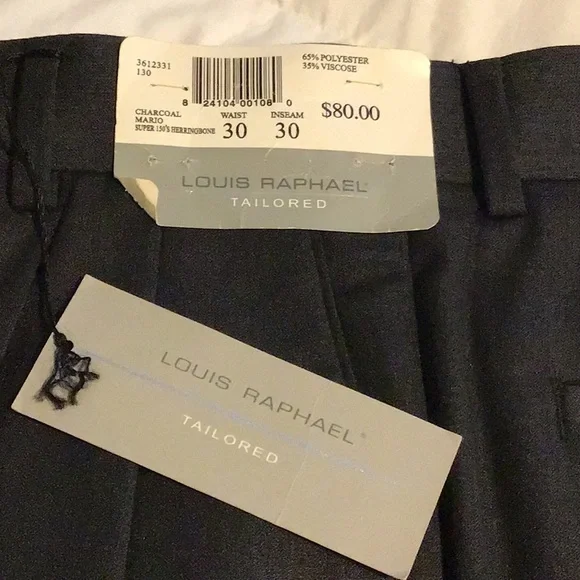 3612331
130
65% POLYESTER
35% VISCOSE
8 24104 00108 0
CHARCOAL
MARIO
SUPER 150'S HERRINGBONE
WAIST
30
INSEAM
30
$80.00
LOUIS RAPHAEL®
TAILORED
LOUIS RAPHAEL®
TAILORED